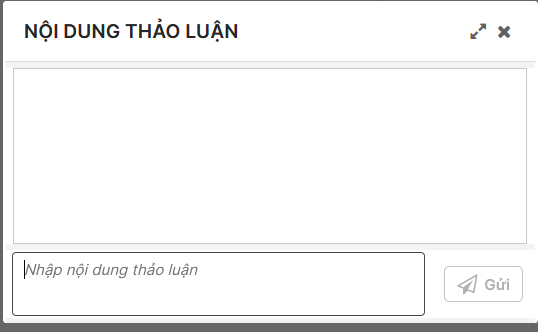 NỘI DUNG THẢO LUẬN
Nhập nội dung thảo luận
Gửi